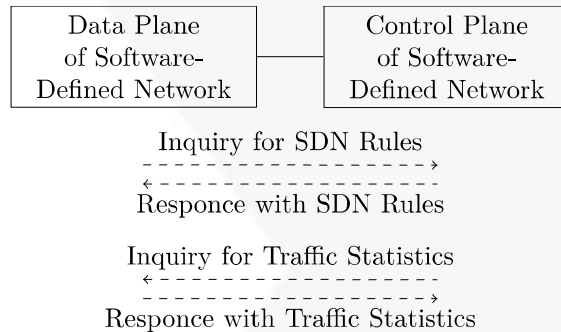 Data Plane
of Software-
Defined Network
Control Plane
of Software-
Defined Network
Inquiry for SDN Rules
Responce with SDN Rules
Inquiry for Traffic Statistics
Responce with Traffic Statistics